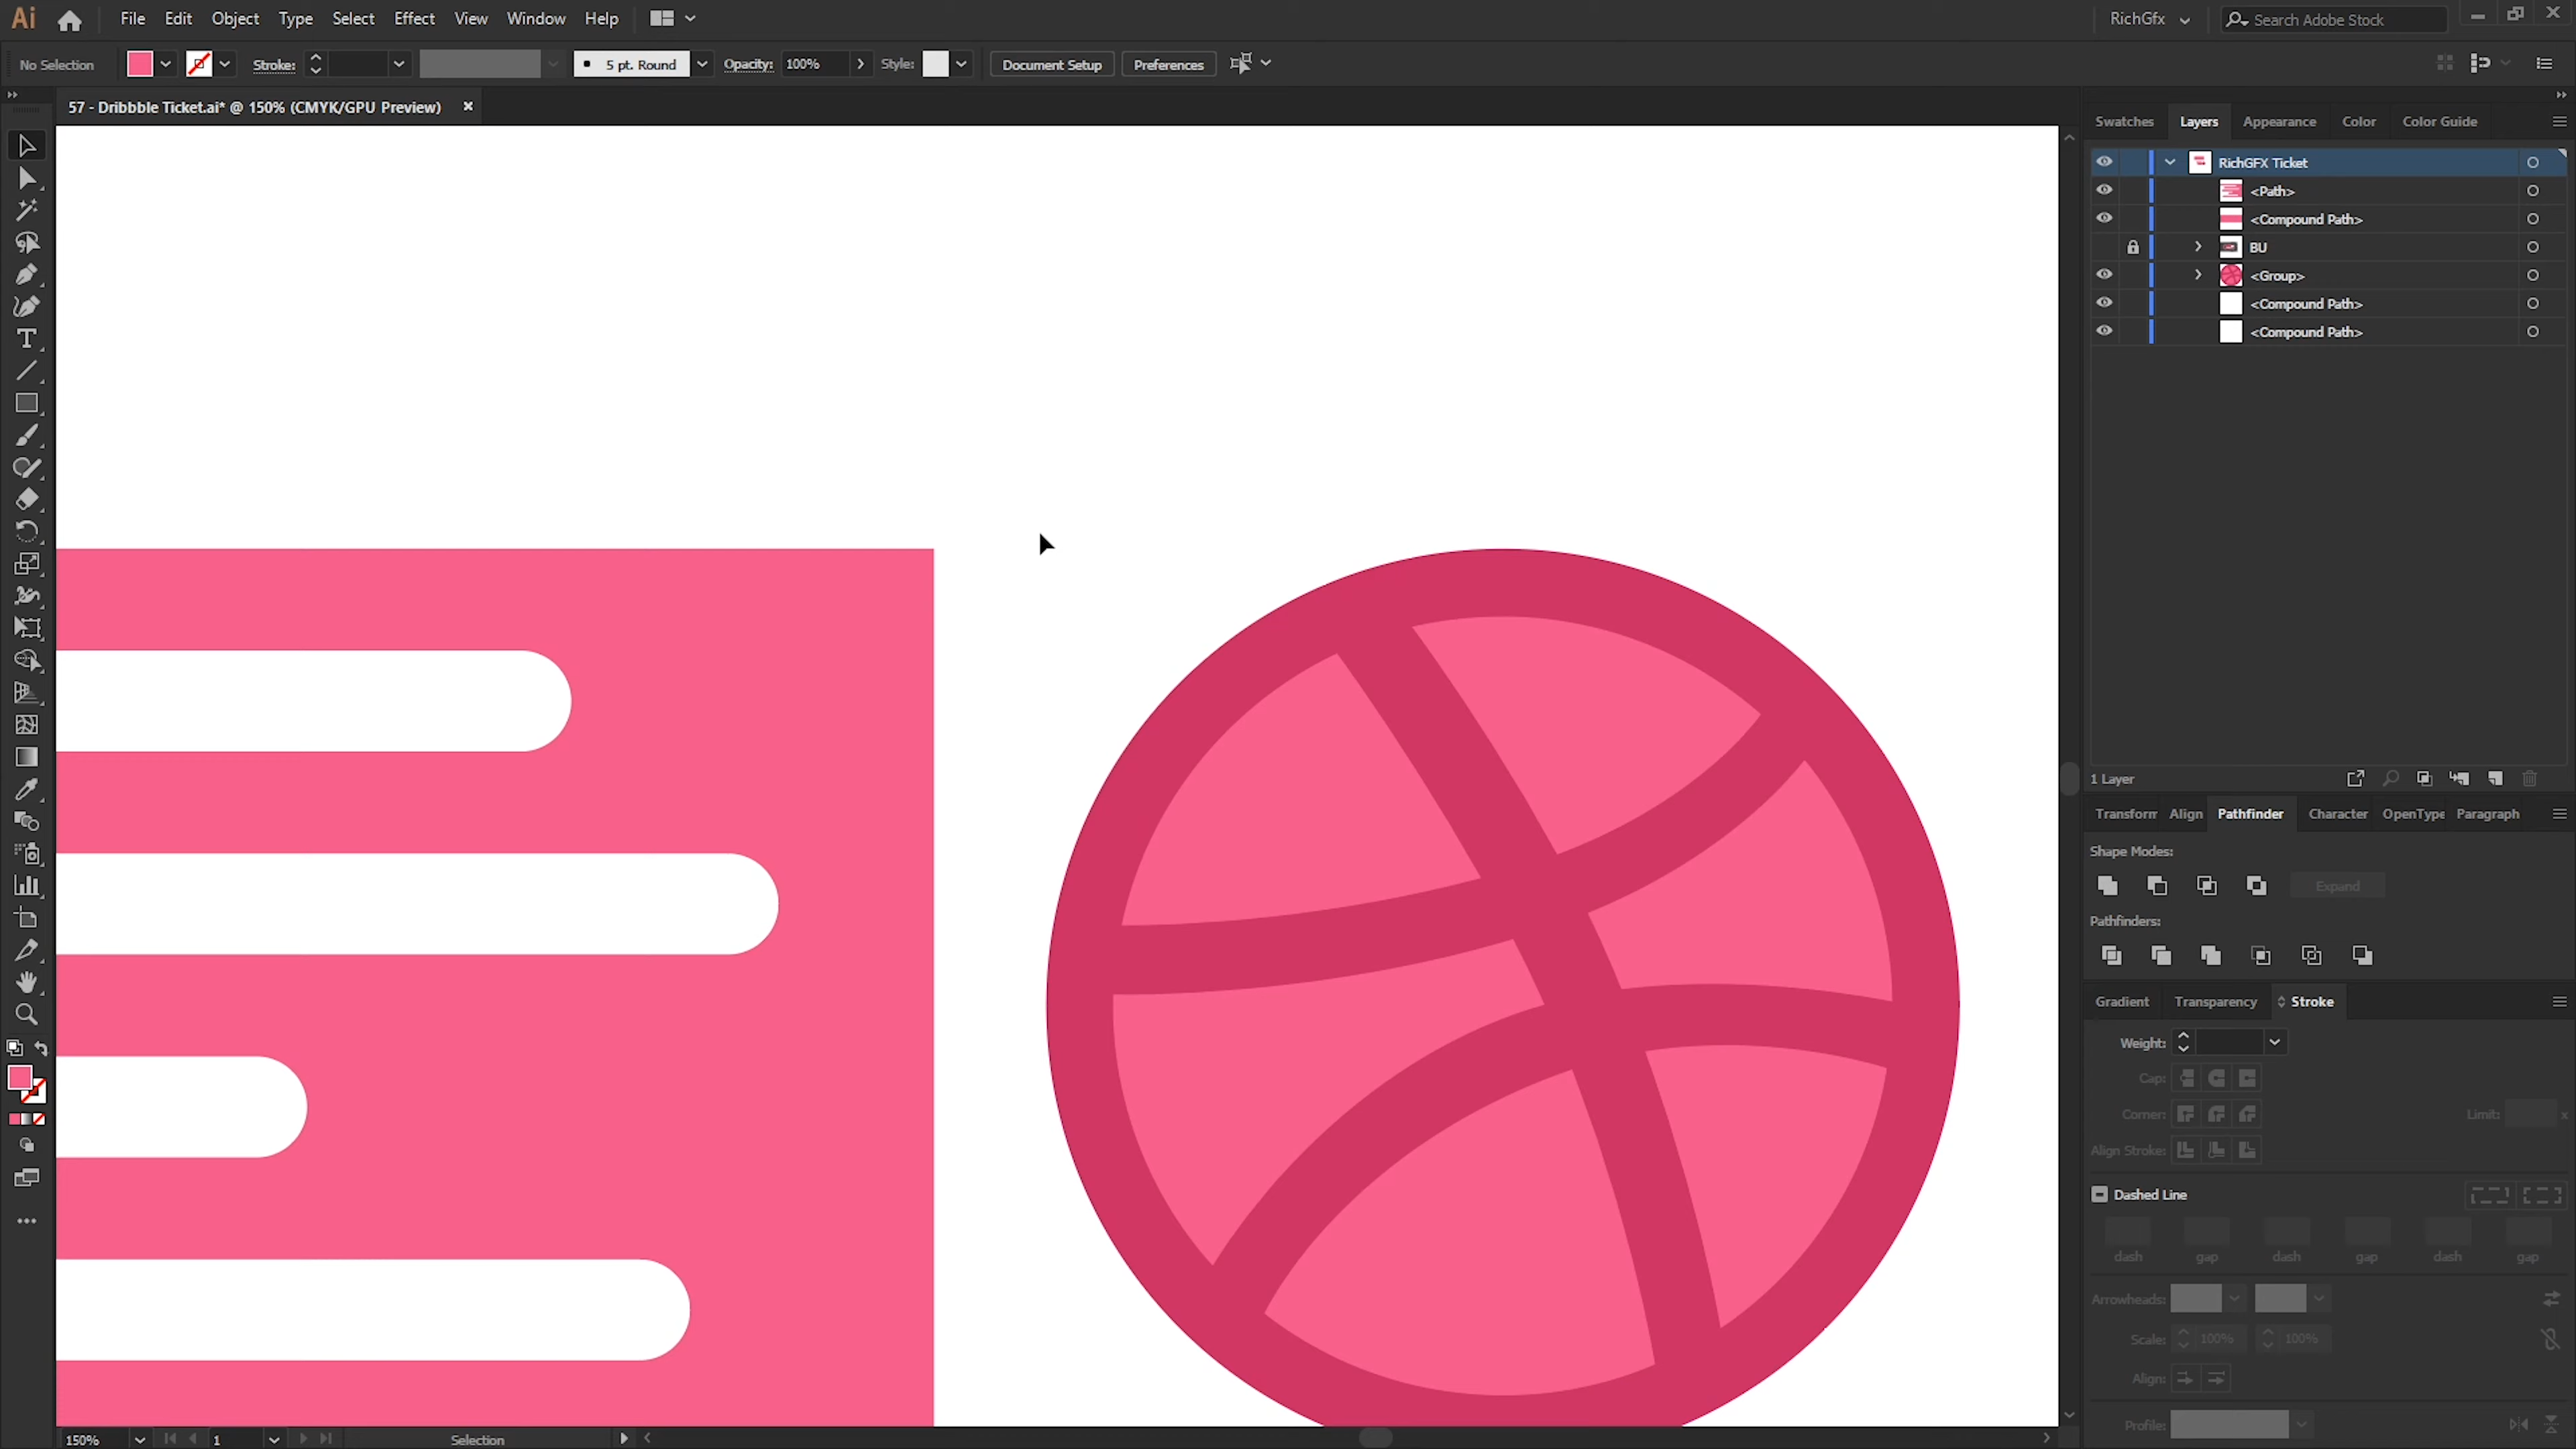 Ai File Edit Object Type Select Effect View Window Help RichGfx Search Adobe Stock
No Selection Stroke: 5 pt. Round Opacity: 100% Style: Document Setup Preferences
57 - Dribbble Ticket.ai* @ 150% (CMYK/GPU Preview)
Swatches Layers Appearance Color Color Guide
RichGFX Ticket
<Path>
<Compound Path>
BU
<Group>
<Compound Path>
<Compound Path>
1 Layer
Transform Align Pathfinder Character OpenType Paragraph
Shape Modes:
Expand
Pathfinders:
Gradient Transparency Stroke
Weight:
Cap:
Corner: Limit: x
Align Stroke:
Dashed Line
dash gap dash gap dash gap
Arrowheads:
Scale: 100% 100%
Align:
Profile:
150% 1 Selection